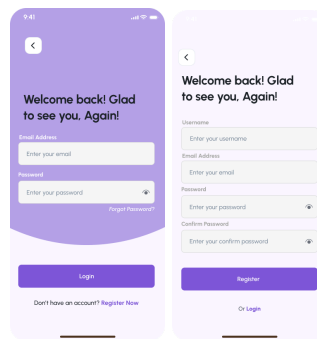 9:41
Welcome back! Glad
to see you, Again!
Email Address
Enter your email
Password
Enter your password
Forgot Password?
Login
Don't have an account? Register Now
Welcome back! Glad
to see you, Again!
Username
Enter your username
Email Address
Enter your email
Password
Enter your password
Confirm Password
Enter your confirm password
Register
Or Login